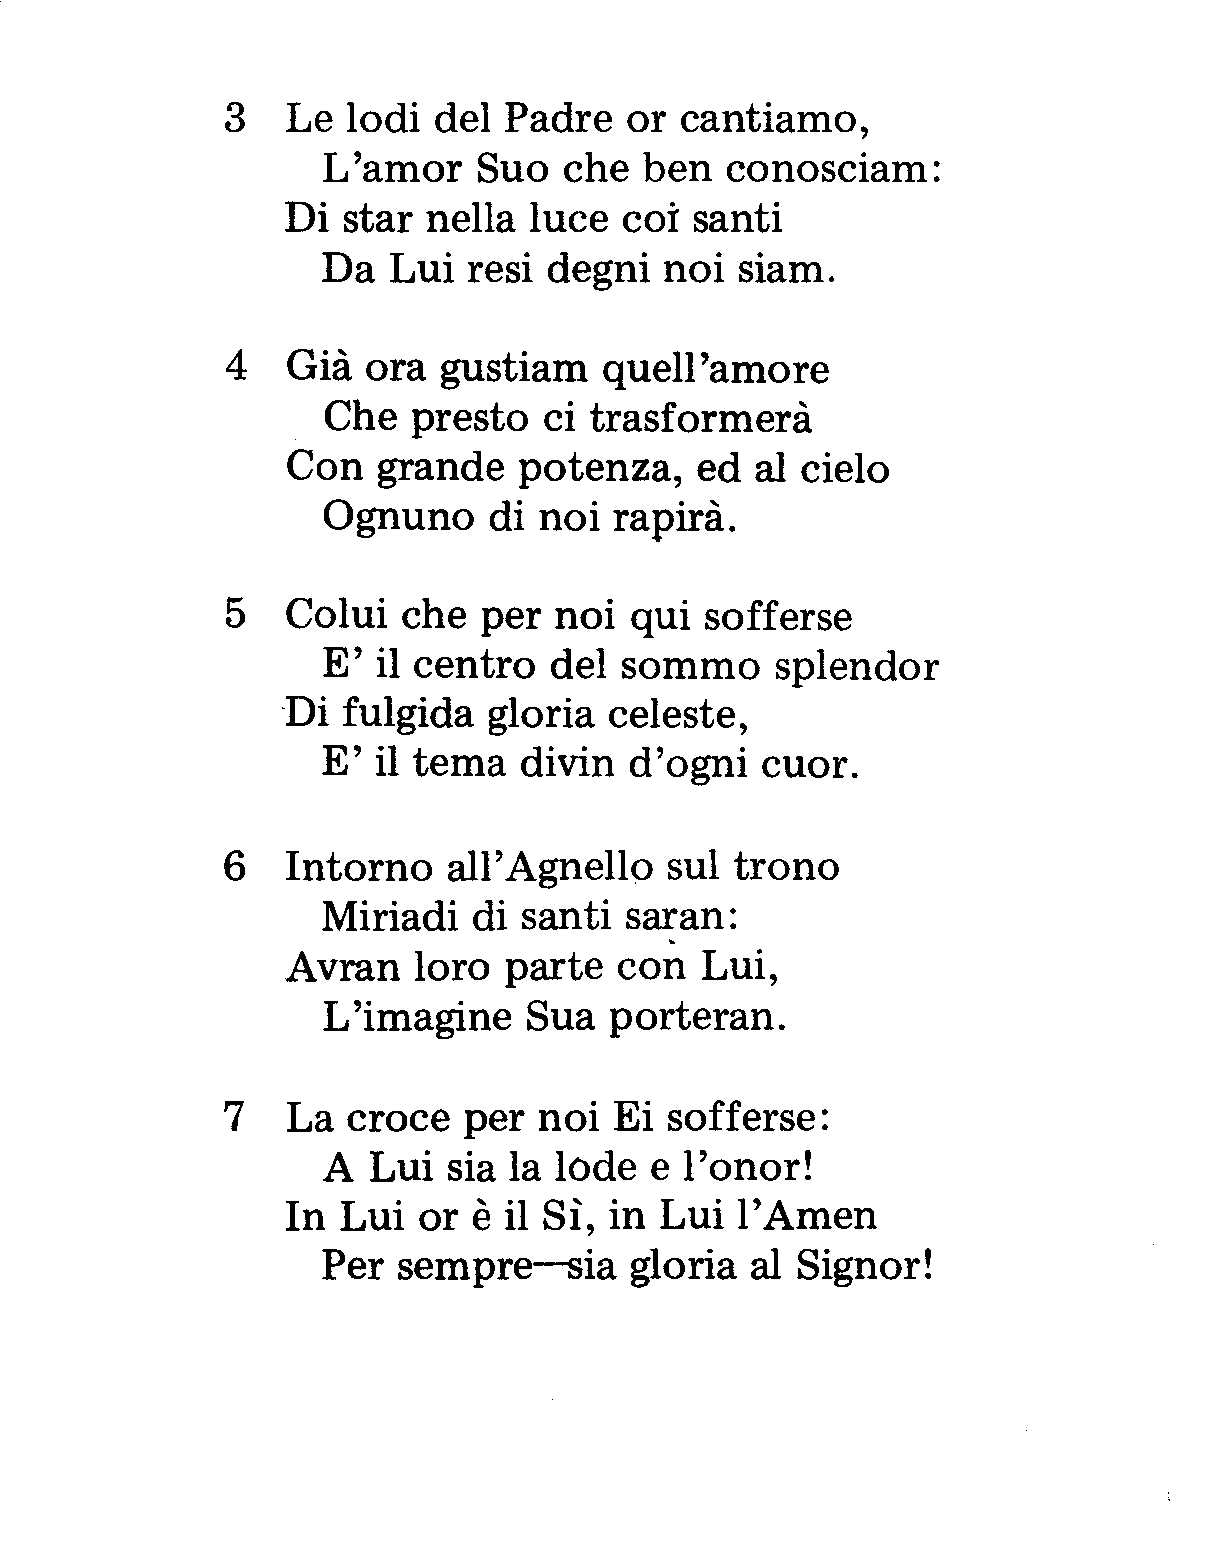 3 Le lodi del Padre or cantiamo,
L'amor Suo che ben conosciam:
Di star nella luce coi santi
Da Lui resi degni noi siam.
4 Già ora gustiam quell'amore
Che presto ci trasformerà
Con grande potenza, ed al cielo
Ognuno di noi rapirà.
5 Colui che per noi qui sofferse
E' il centro del sommo splendor
Di fulgida gloria celeste,
E' il tema divin d'ogni cuor.
6 Intorno all'Agnello sul trono
Miriadi di santi saran:
Avran loro parte con Lui,
L'imagine Sua porteran.
7 La croce per noi Ei sofferse:
A Lui sia la lode e l'onor!
In Lui or è il Sì, in Lui l'Amen
Per sempre—sia gloria al Signor!